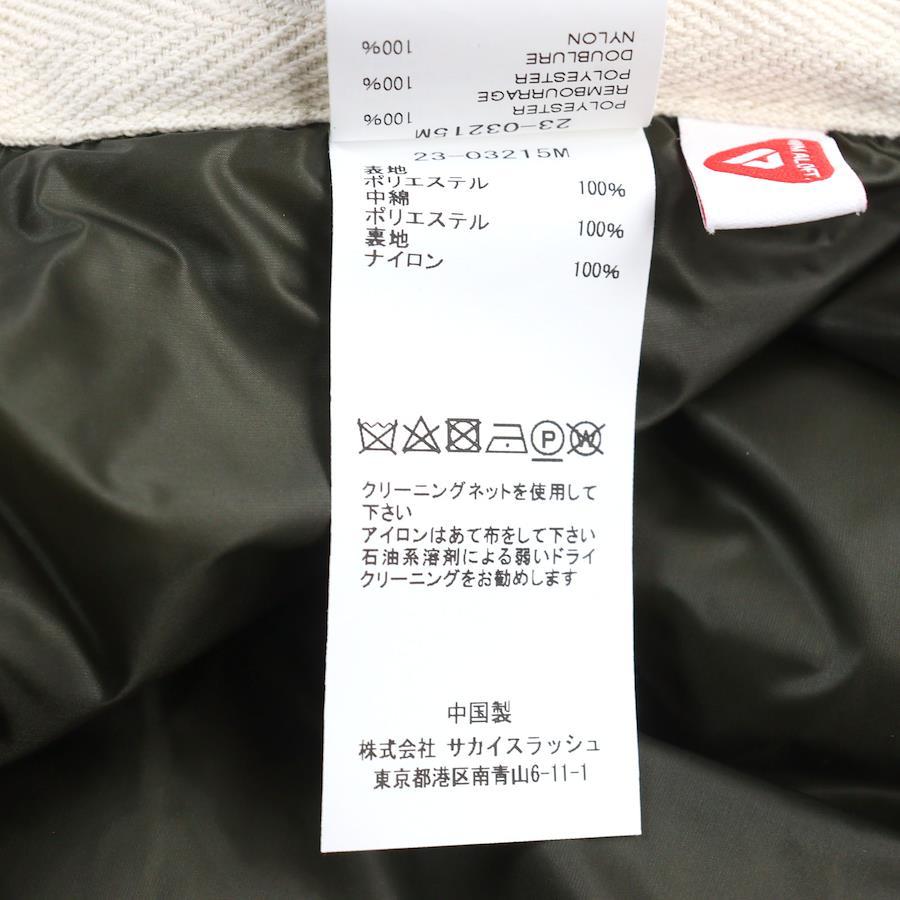 NYLON 100%
DOUBLURE
POLYESTER 100%
REMBOURRAGE
POLYESTER 100%
23-03215M
23-03215M
表地
ポリエステル 100%
中綿
ポリエステル 100%
裏地
ナイロン 100%
P
W
クリーニングネットを使用して
下さい
アイロンはあて布をして下さい
石油系溶剤による弱いドライ
クリーニングをお勧めします
中国製
株式会社 サカイスラッシュ
東京都港区南青山6-11-1